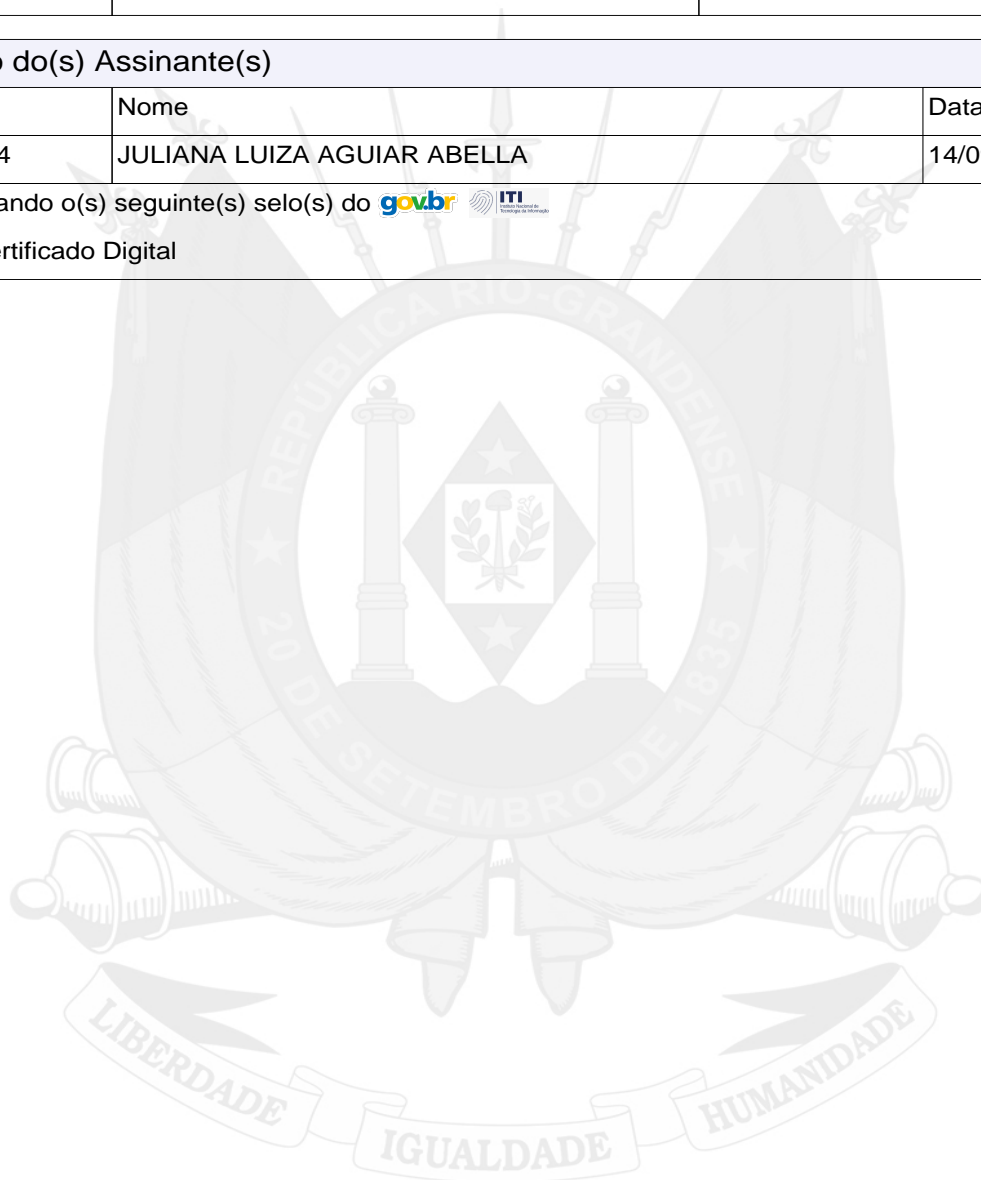 o do(s) Assinante(s)
Nome Data
4 JULIANA LUIZA AGUIAR ABELLA 14/0
ando o(s) seguinte(s) selo(s) do gov.br ITI
rtificado Digital
REPÚBLICA RIO-GRANDENSE
20 DE SETEMBRO DE 1835
LIBERDADE IGUALDADE HUMANIDADE